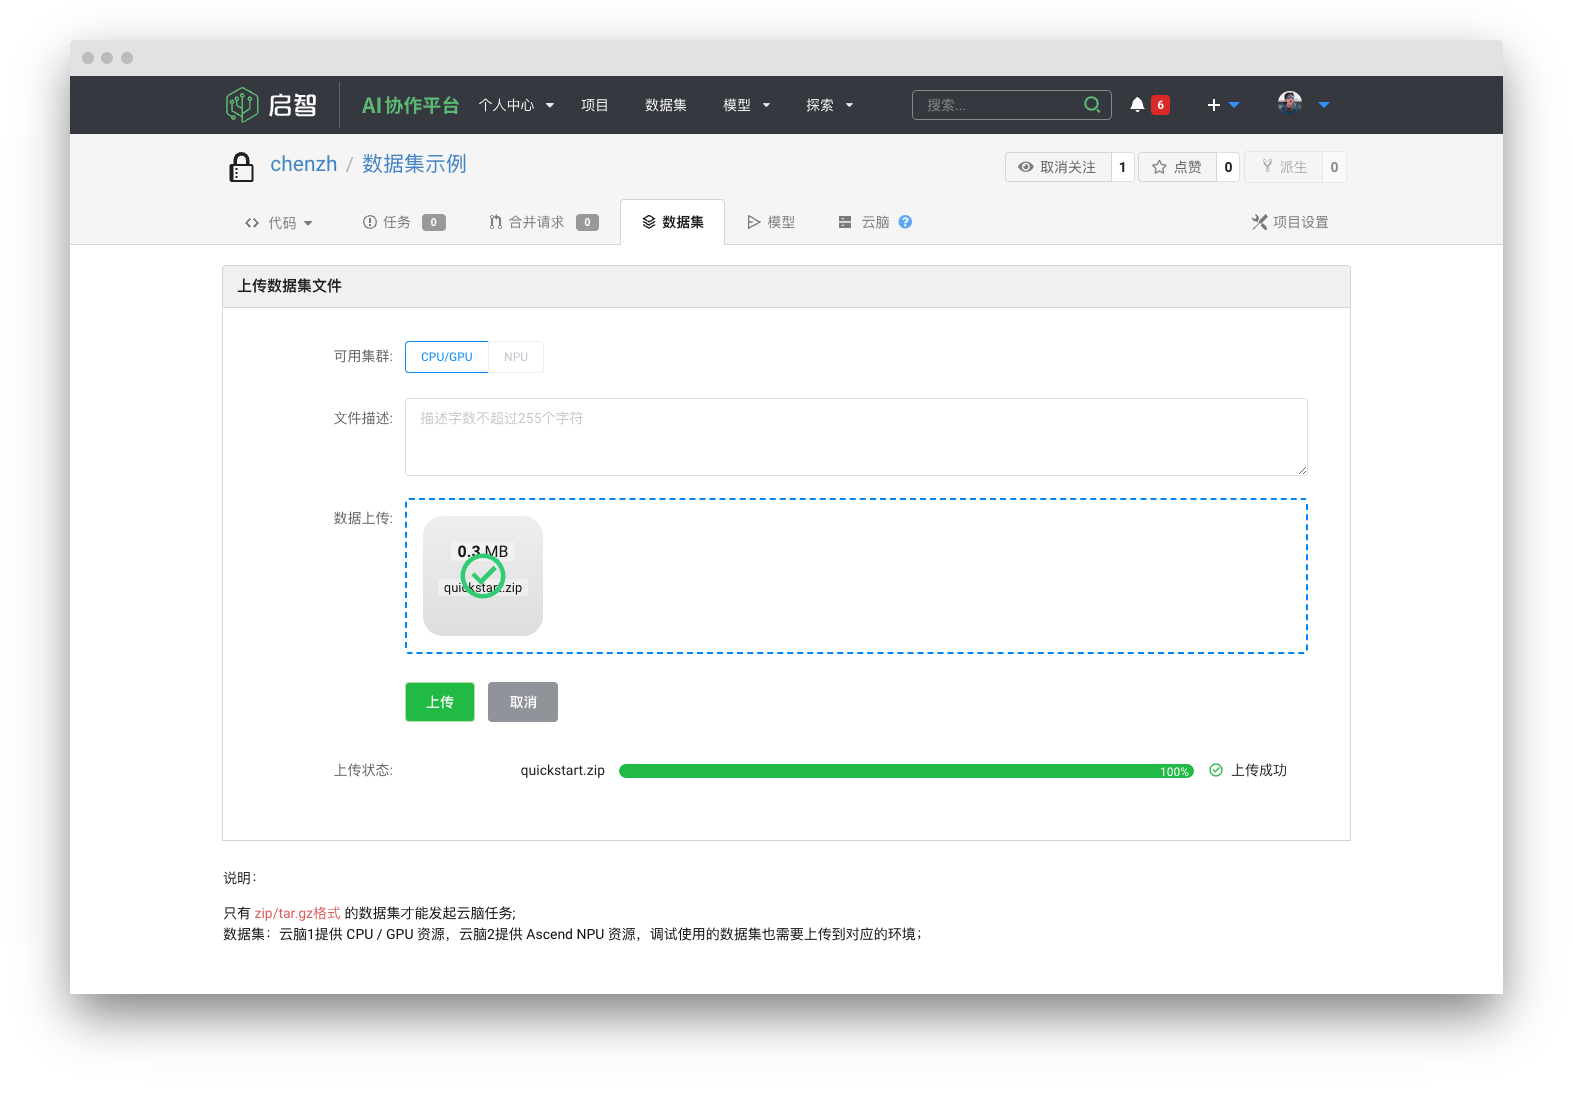 启智 AI协作平台 个人中心 项目 数据集 模型 探索 搜索... 6
chenzh / 数据集示例 取消关注 1 点赞 0 派生 0
代码 任务 0 合并请求 0 数据集 模型 云脑 ? 项目设置
上传数据集文件
可用集群: CPU/GPU NPU
文件描述: 描述字数不超过255个字符
数据上传:
0.3 MB
quickstart.zip
上传 取消
上传状态: quickstart.zip 100% 上传成功
说明：
只有 zip/tar.gz格式 的数据集才能发起云脑任务;
数据集：云脑1提供 CPU / GPU 资源，云脑2提供 Ascend NPU 资源，调试使用的数据集也需要上传到对应的环境；